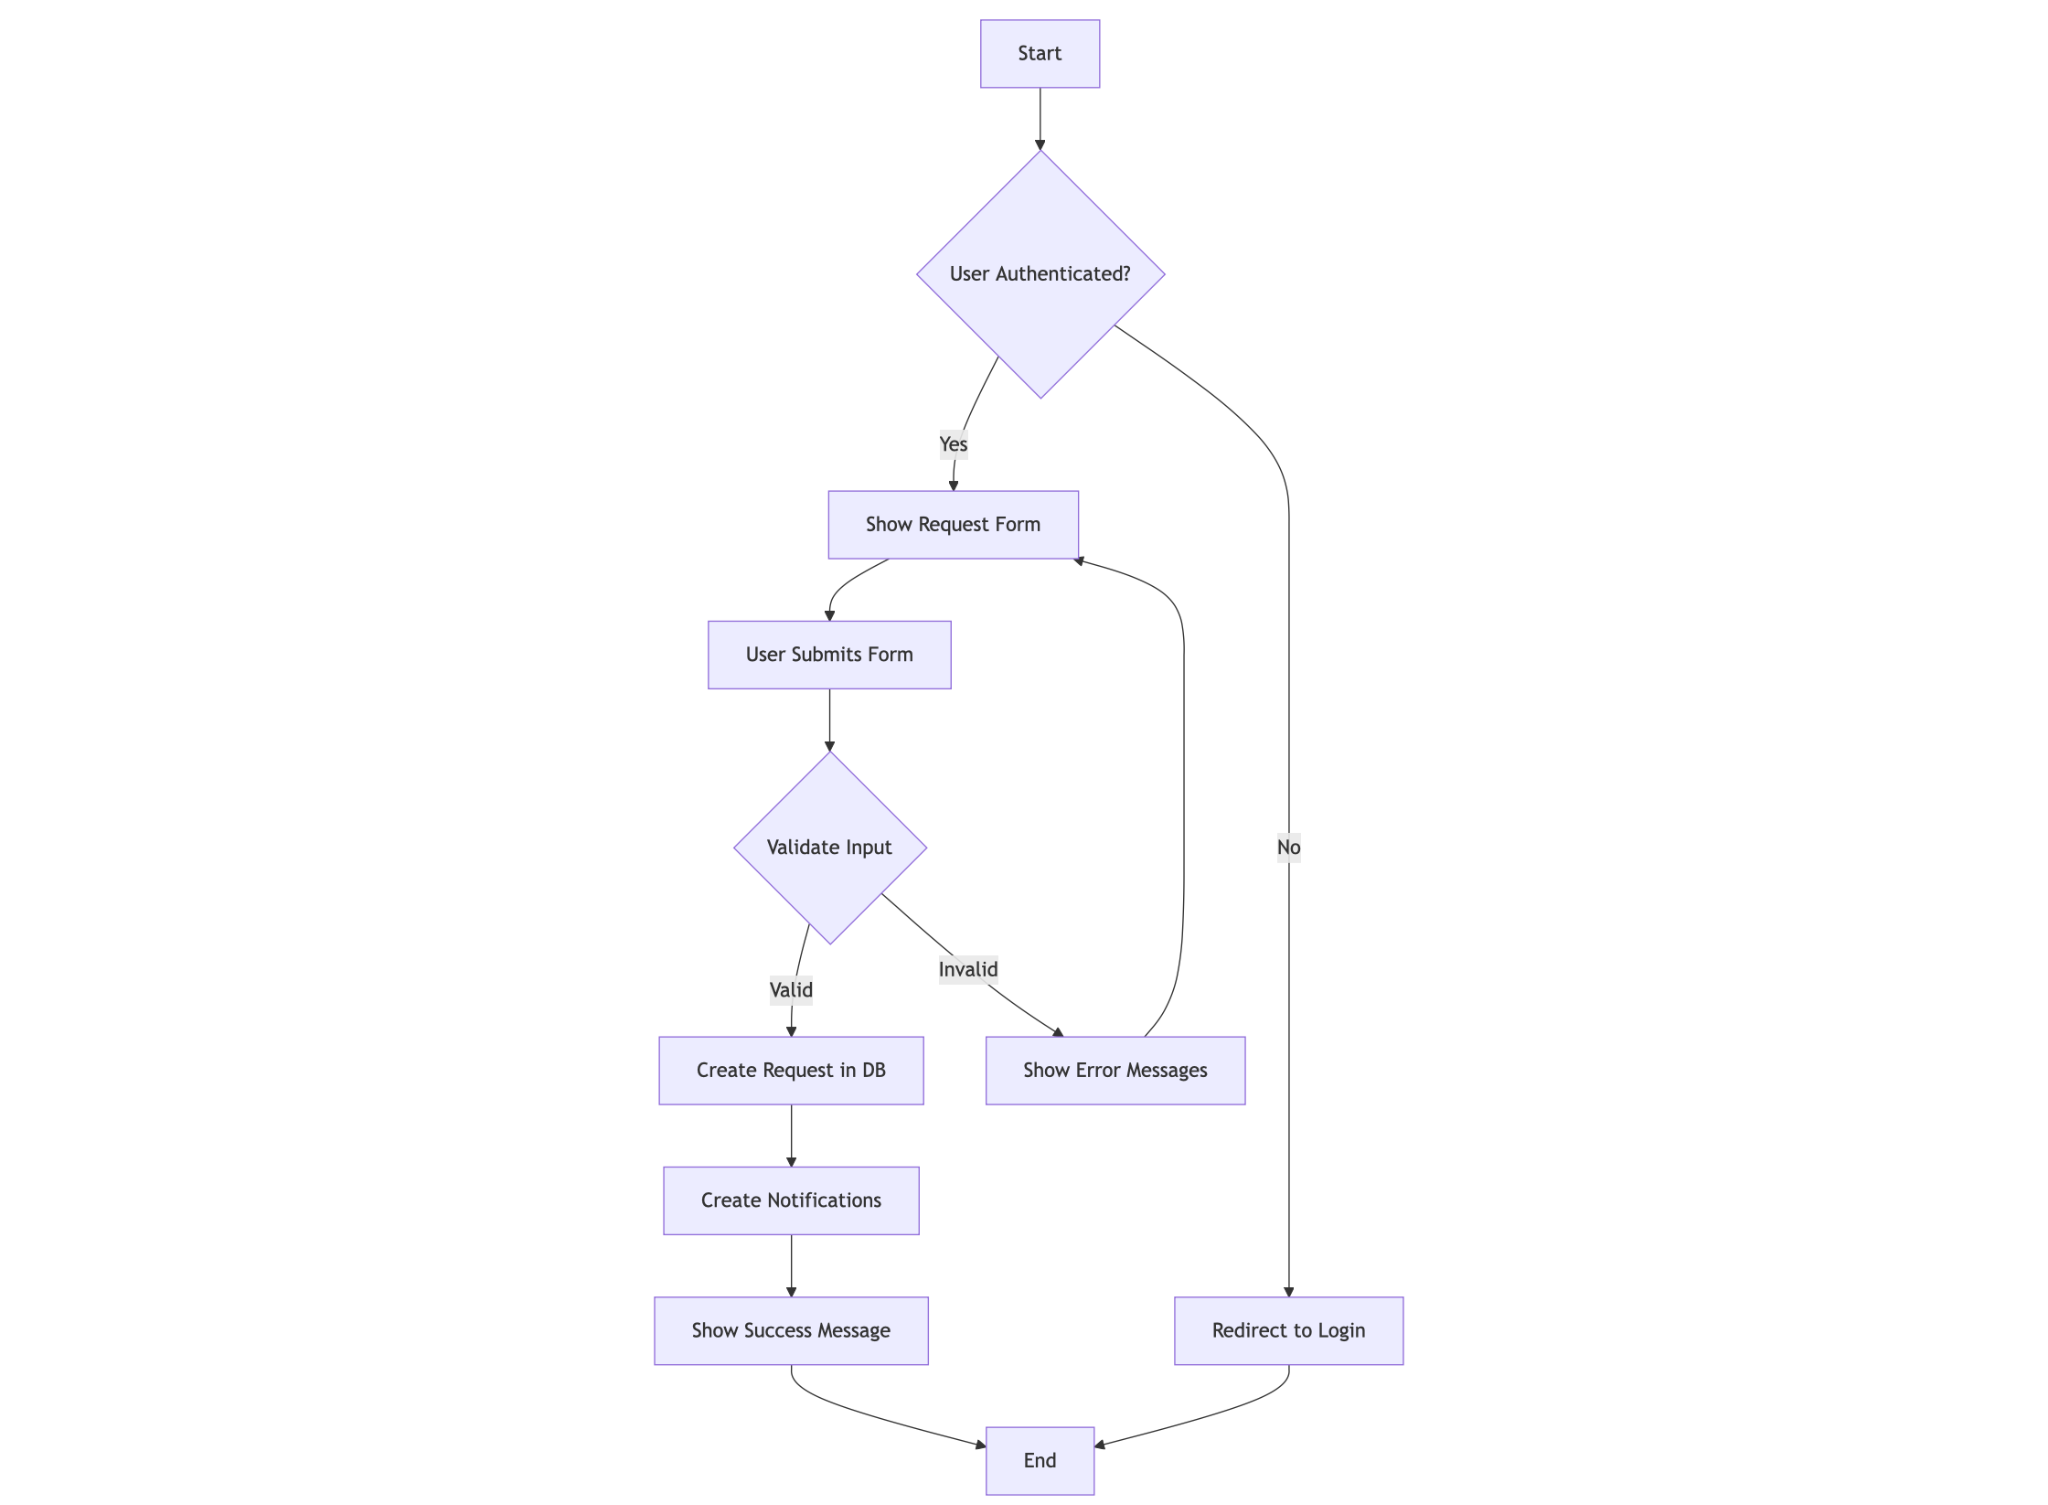 Start
User Authenticated?
Yes
Show Request Form
User Submits Form
Validate Input
No
Invalid
Valid
Create Request in DB
Show Error Messages
Create Notifications
Show Success Message
Redirect to Login
End